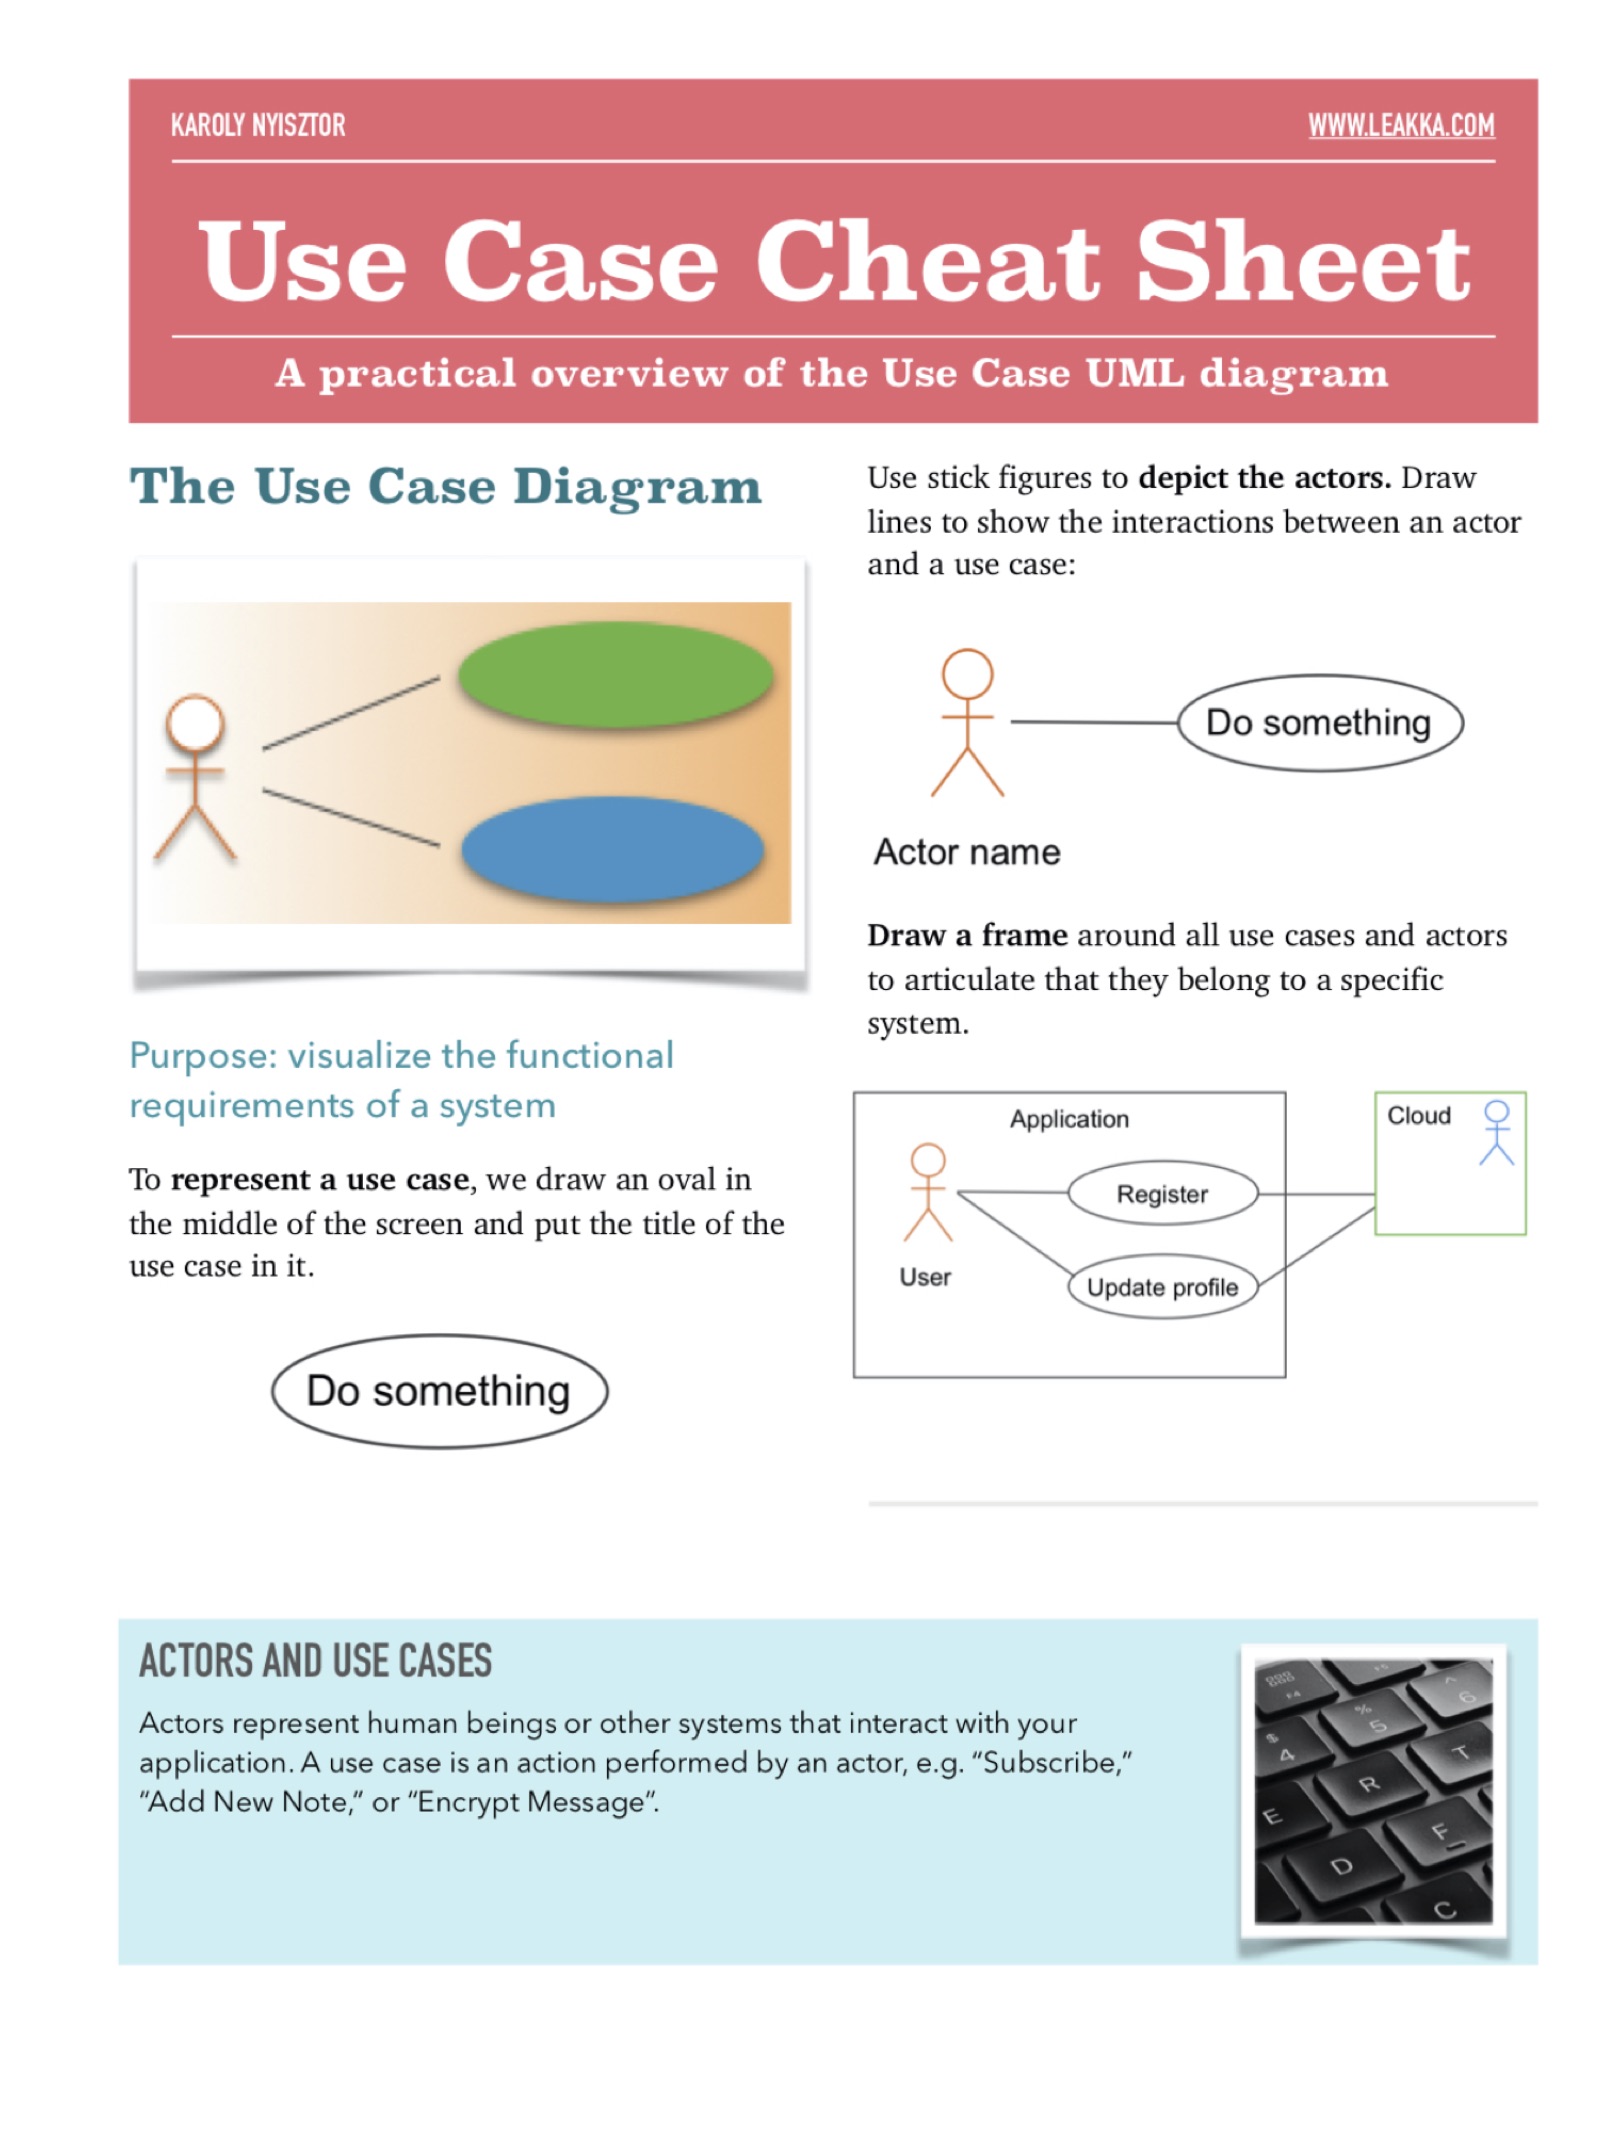 KAROLY NYISZTOR
WWW.LEAKKA.COM
Use Case Cheat Sheet
A practical overview of the Use Case UML diagram
The Use Case Diagram
Purpose: visualize the functional
requirements of a system
To represent a use case, we draw an oval in
the middle of the screen and put the title of the
use case in it.
Do something
Use stick figures to depict the actors. Draw
lines to show the interactions between an actor
and a use case:
Do something
Actor name
Draw a frame around all use cases and actors
to articulate that they belong to a specific
system.
Application
Cloud
Register
User
Update profile
ACTORS AND USE CASES
Actors represent human beings or other systems that interact with your
application. A use case is an action performed by an actor, e.g. “Subscribe,”
“Add New Note,” or “Encrypt Message”.
F4
F5
^
6
%
5
$
4
T
R
E
F
D
C